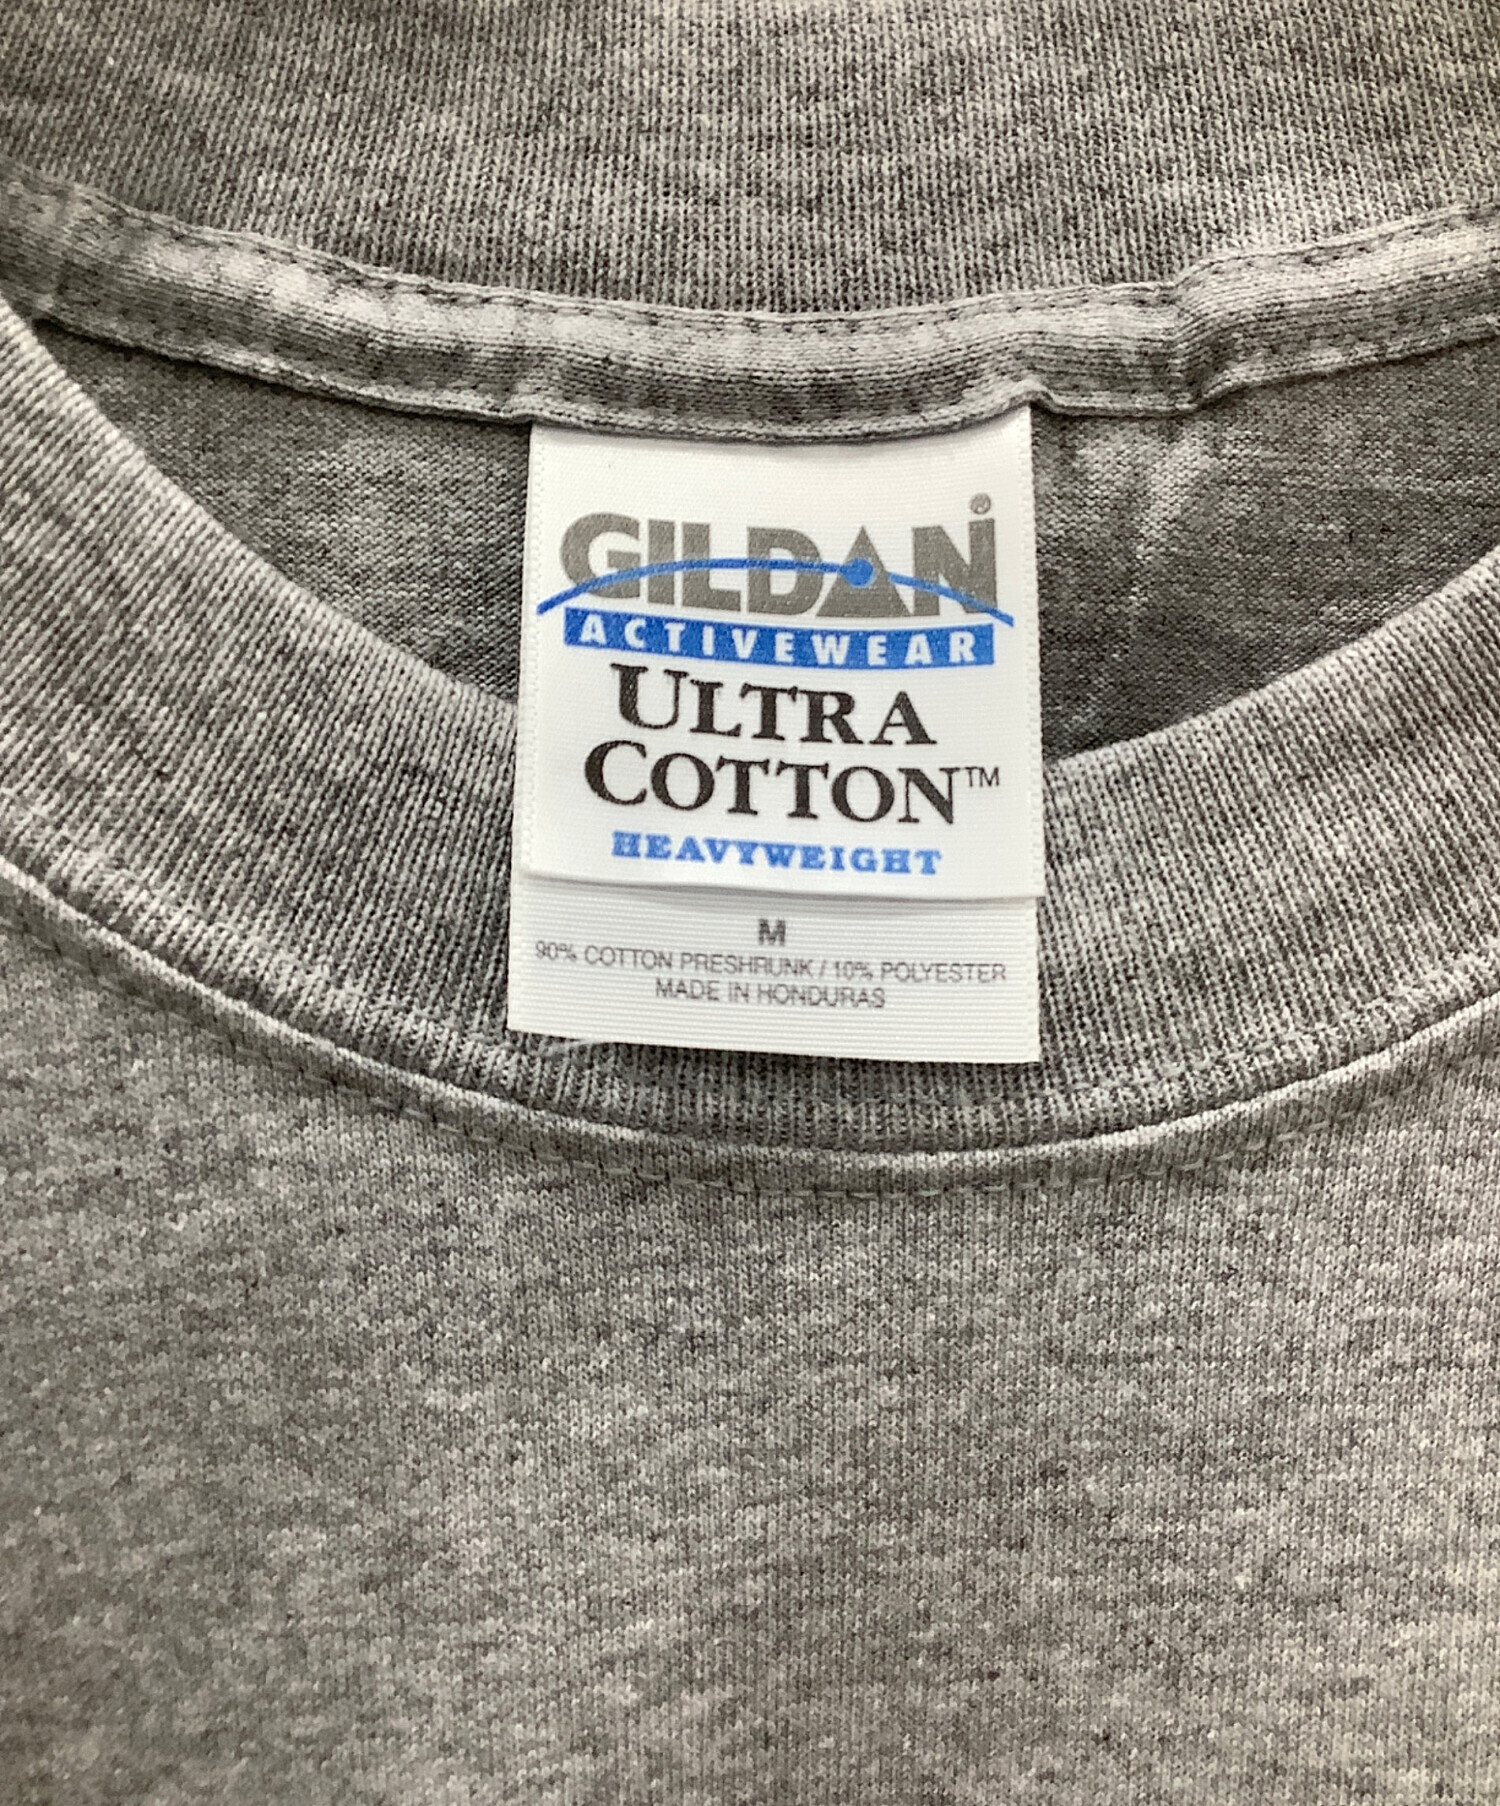 GILDAN®
ACTIVEWEAR
ULTRA
COTTON™
HEAVYWEIGHT
M
90% COTTON PRESHRUNK / 10% POLYESTER
MADE IN HONDURAS